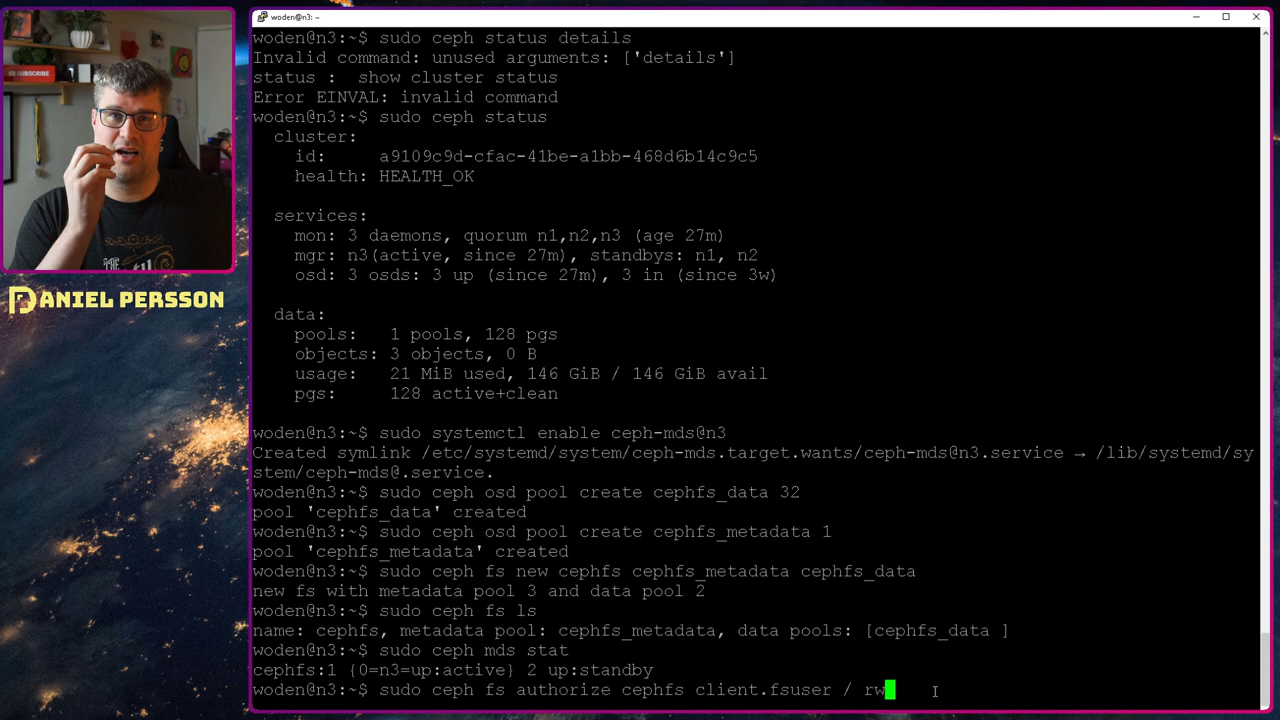 woden@n3: ~
woden@n3:~$ sudo ceph status details
Invalid command: unused arguments: ['details']
status :  show cluster status
Error EINVAL: invalid command
woden@n3:~$ sudo ceph status
  cluster:
    id:     a9109c9d-cfac-41be-a1bb-468d6b14c9c5
    health: HEALTH_OK
  services:
    mon: 3 daemons, quorum n1,n2,n3 (age 27m)
    mgr: n3(active, since 27m), standbys: n1, n2
    osd: 3 osds: 3 up (since 27m), 3 in (since 3w)
  data:
    pools:   1 pools, 128 pgs
    objects: 3 objects, 0 B
    usage:   21 MiB used, 146 GiB / 146 GiB avail
    pgs:     128 active+clean
woden@n3:~$ sudo systemctl enable ceph-mds@n3
Created symlink /etc/systemd/system/ceph-mds.target.wants/ceph-mds@n3.service → /lib/systemd/sy
stem/ceph-mds@.service.
woden@n3:~$ sudo ceph osd pool create cephfs_data 32
pool 'cephfs_data' created
woden@n3:~$ sudo ceph osd pool create cephfs_metadata 1
pool 'cephfs_metadata' created
woden@n3:~$ sudo ceph fs new cephfs cephfs_metadata cephfs_data
new fs with metadata pool 3 and data pool 2
woden@n3:~$ sudo ceph fs ls
name: cephfs, metadata pool: cephfs_metadata, data pools: [cephfs_data ]
woden@n3:~$ sudo ceph mds stat
cephfs:1 {0=n3=up:active} 2 up:standby
woden@n3:~$ sudo ceph fs authorize cephfs client.fsuser / rw
SUBSCRIBE
DANIEL PERSSON